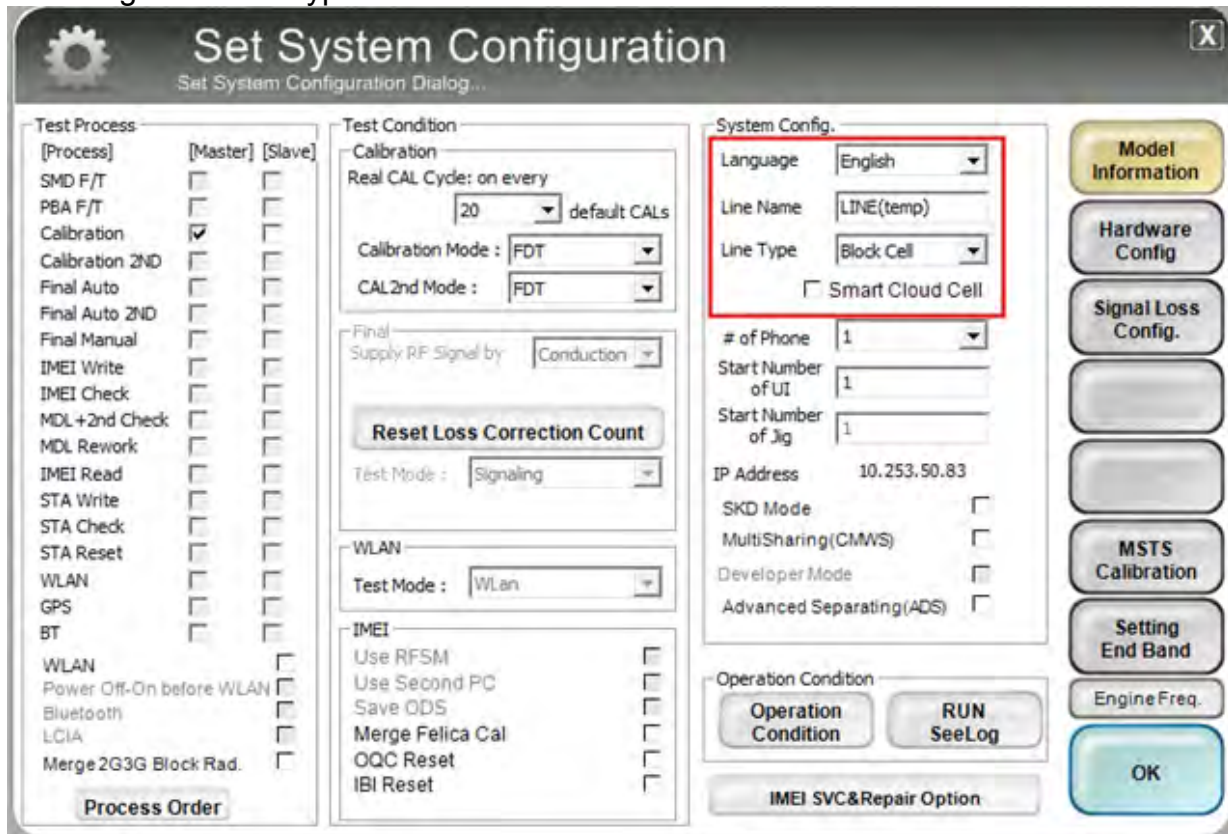 Set System Configuration
Set System Configuration Dialog...
X
Test Process
[Process] [Master] [Slave]
SMD F/T
PBA F/T
Calibration
Calibration 2ND
Final Auto
Final Auto 2ND
Final Manual
IMEI Write
IMEI Check
MDL+2nd Check
MDL Rework
IMEI Read
STA Write
STA Check
STA Reset
WLAN
GPS
BT
WLAN
Power Off-On before WLAN
Bluetooth
LCIA
Merge 2G3G Block Rad.
Process Order
Test Condition
Calibration
Real CAL Cycle: on every
20 default CALs
Calibration Mode : FDT
CAL2nd Mode : FDT
Final
Supply RF Signal by Conduction
Reset Loss Correction Count
Test Mode : Signaling
WLAN
Test Mode : WLan
IMEI
Use RFSM
Use Second PC
Save ODS
Merge Felica Cal
OQC Reset
IBI Reset
System Config.
Language English
Line Name LINE(temp)
Line Type Block Cell
Smart Cloud Cell
# of Phone 1
Start Number
of UI 1
Start Number
of Jig 1
IP Address 10.253.50.83
SKD Mode
MultiSharing(CMWS)
Developer Mode
Advanced Separating(ADS)
Operation Condition
Operation
Condition
RUN
SeeLog
IMEI SVC&Repair Option
Model
Information
Hardware
Config
Signal Loss
Config.
MSTS
Calibration
Setting
End Band
Engine Freq.
OK